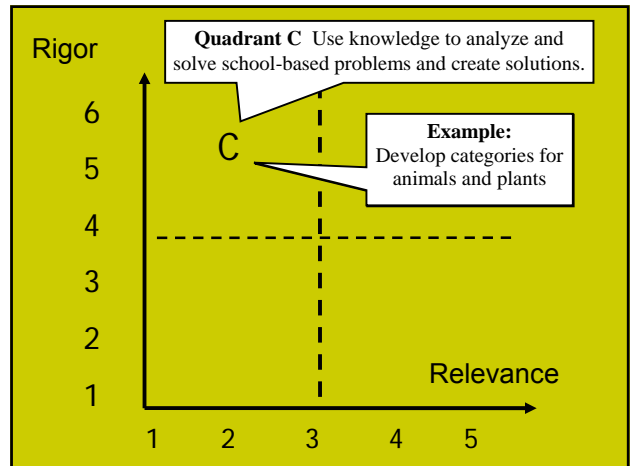 Quadrant C  Use knowledge to analyze and
solve school-based problems and create solutions.
Rigor
6
C
Example:
Develop categories for
animals and plants
5
4
3
2
1
Relevance
1 2 3 4 5